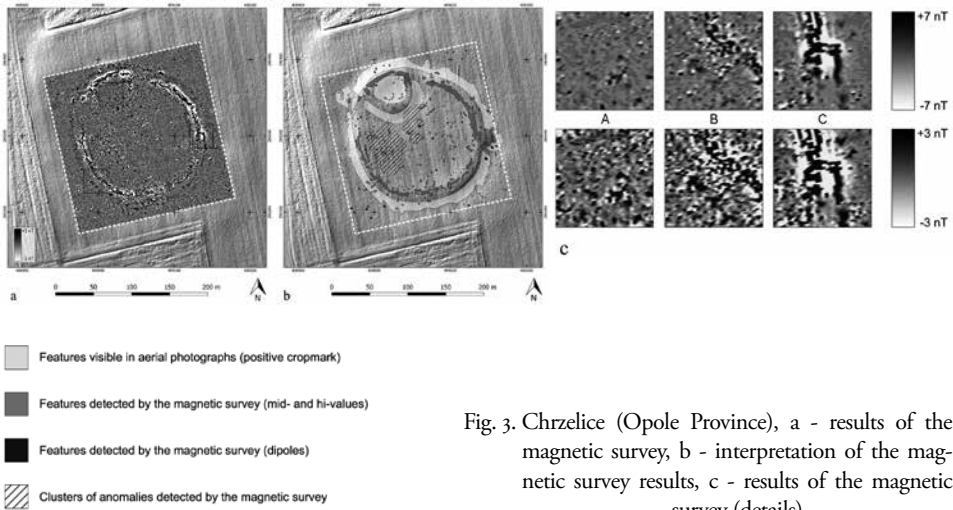 +7 nT
-7 nT
A B C
+3 nT
-3 nT
c
0 50 100 150 200 m
a
N
0 50 100 150 200 m
b
N
Features visible in aerial photographs (positive cropmark)
Features detected by the magnetic survey (mid- and hi-values)
Features detected by the magnetic survey (dipoles)
Clusters of anomalies detected by the magnetic survey
Fig. 3. Chrzelice (Opole Province), a - results of the
magnetic survey, b - interpretation of the mag-
netic survey results, c - results of the magnetic
survey (details)